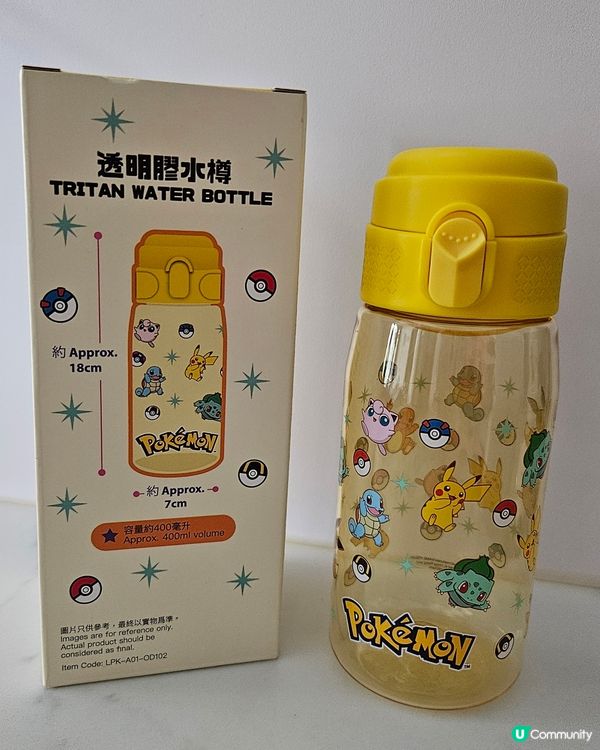 透明膠水樽
TRITAN WATER BOTTLE
約 Approx.
18cm
POKéMON
約 Approx.
7cm
容量約400毫升
Approx. 400ml volume
圖片只供參考，最終以實物爲準。
Images are for reference only.
Actual product should be
considered as final.
Item Code: LPK-A01-OD102
POKéMON
TM
U Community